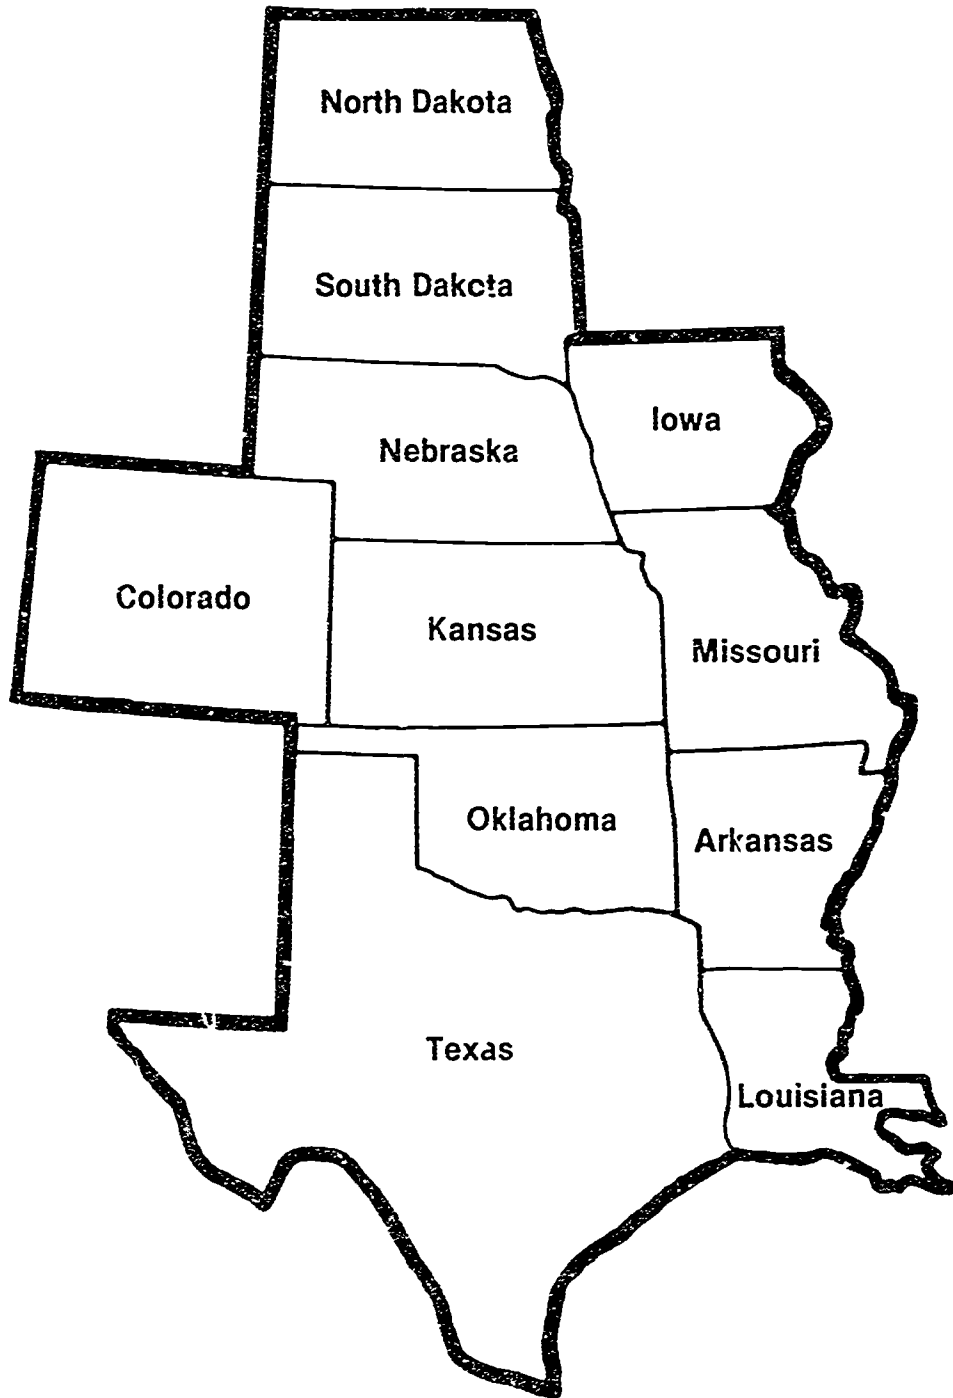 North Dakota
South Dakota
Iowa
Nebraska
Colorado
Kansas
Missouri
Oklahoma
Arkansas
Texas
Louisiana